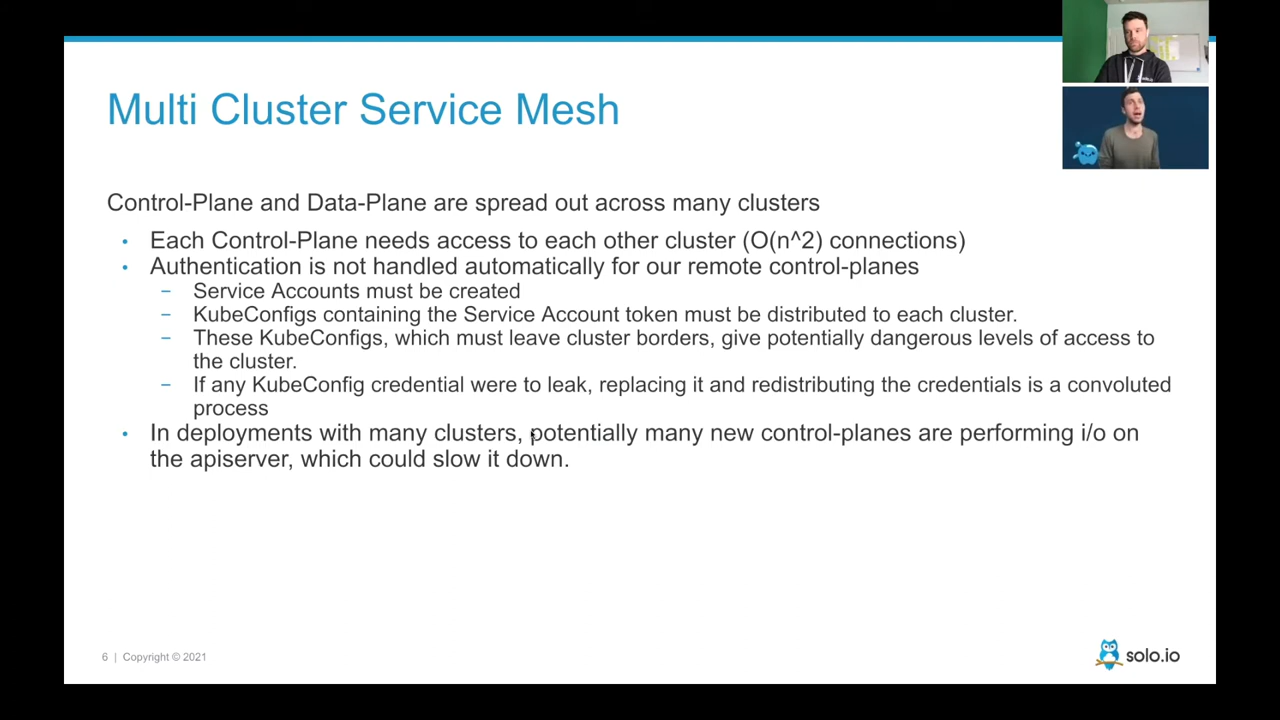 Multi Cluster Service Mesh
Control-Plane and Data-Plane are spread out across many clusters
• Each Control-Plane needs access to each other cluster (O(n^2) connections)
• Authentication is not handled automatically for our remote control-planes
− Service Accounts must be created
− KubeConfigs containing the Service Account token must be distributed to each cluster.
− These KubeConfigs, which must leave cluster borders, give potentially dangerous levels of access to
the cluster.
− If any KubeConfig credential were to leak, replacing it and redistributing the credentials is a convoluted
process
• In deployments with many clusters, potentially many new control-planes are performing i/o on
the apiserver, which could slow it down.
6 | Copyright © 2021
solo.io